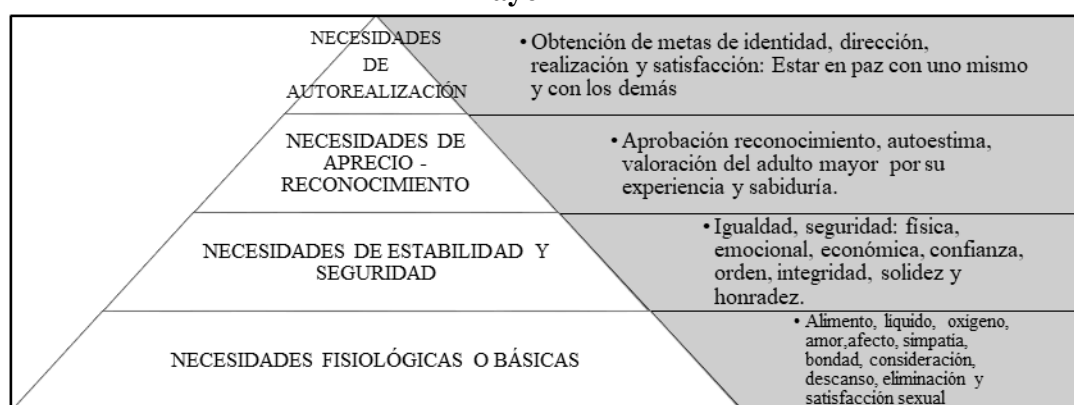 NECESIDADES
DE
AUTOREALIZACIÓN
• Obtención de metas de identidad, dirección,
realización y satisfacción: Estar en paz con uno mismo
y con los demás
NECESIDADES DE
APRECIO -
RECONOCIMIENTO
• Aprobación reconocimiento, autoestima,
valoración del adulto mayor por su
experiencia y sabiduría.
NECESIDADES DE ESTABILIDAD Y
SEGURIDAD
• Igualdad, seguridad: física,
emocional, económica, confianza,
orden, integridad, solidez y
honradez.
NECESIDADES FISIOLÓGICAS O BÁSICAS
• Alimento, liquido, oxígeno,
amor,afecto, simpatía,
bondad, consideración,
descanso, eliminación y
satisfacción sexual